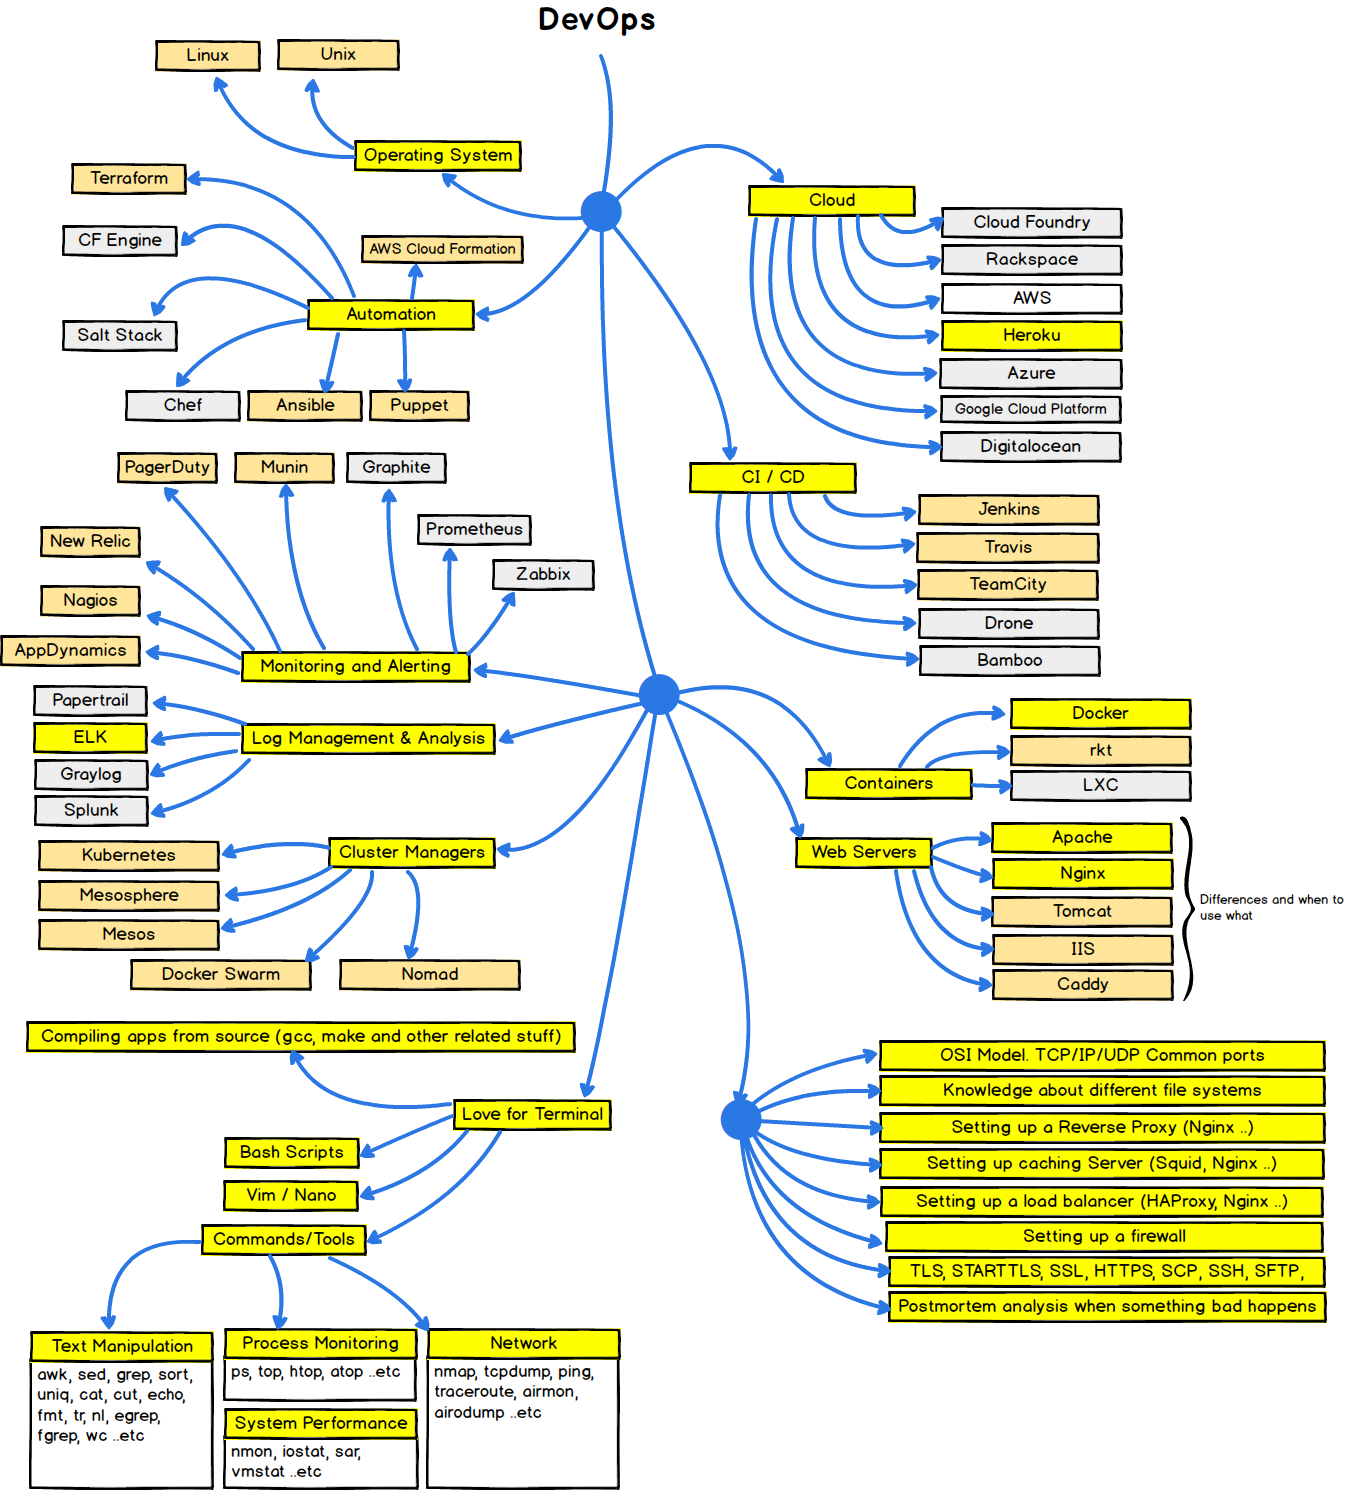 DevOps
Linux
Unix
Operating System
Terraform
CF Engine
AWS Cloud Formation
Automation
Salt Stack
Chef
Ansible
Puppet
Cloud
Cloud Foundry
Rackspace
AWS
Heroku
Azure
Google Cloud Platform
Digitalocean
CI / CD
Jenkins
Travis
TeamCity
Drone
Bamboo
PagerDuty
Munin
Graphite
Prometheus
Zabbix
New Relic
Nagios
AppDynamics
Monitoring and Alerting
Papertrail
ELK
Graylog
Splunk
Log Management & Analysis
Containers
Docker
rkt
LXC
Web Servers
Apache
Nginx
Tomcat
IIS
Caddy
Differences and when to
use what
Cluster Managers
Kubernetes
Mesosphere
Mesos
Docker Swarm
Nomad
Compiling apps from source (gcc, make and other related stuff)
Love for Terminal
Bash Scripts
Vim / Nano
Commands/Tools
OSI Model. TCP/IP/UDP Common ports
Knowledge about different file systems
Setting up a Reverse Proxy (Nginx ..)
Setting up caching Server (Squid, Nginx ..)
Setting up a load balancer (HAProxy, Nginx ..)
Setting up a firewall
TLS, STARTTLS, SSL, HTTPS, SCP, SSH, SFTP,
Postmortem analysis when something bad happens
Text Manipulation
awk, sed, grep, sort,
uniq, cat, cut, echo,
fmt, tr, nl, egrep,
fgrep, wc ..etc
Process Monitoring
ps, top, htop, atop ..etc
System Performance
nmon, iostat, sar,
vmstat ..etc
Network
nmap, tcpdump, ping,
traceroute, airmon,
airodump ..etc